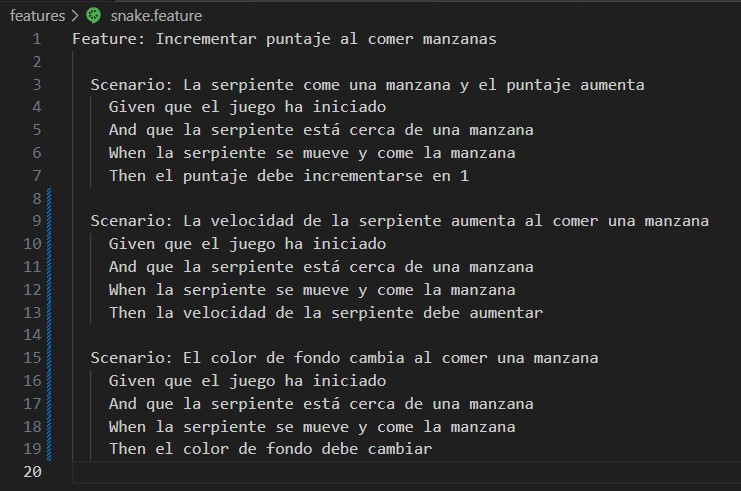 features > snake.feature
1 Feature: Incrementar puntaje al comer manzanas
2
3 Scenario: La serpiente come una manzana y el puntaje aumenta
4 Given que el juego ha iniciado
5 And que la serpiente está cerca de una manzana
6 When la serpiente se mueve y come la manzana
7 Then el puntaje debe incrementarse en 1
8
9 Scenario: La velocidad de la serpiente aumenta al comer una manzana
10 Given que el juego ha iniciado
11 And que la serpiente está cerca de una manzana
12 When la serpiente se mueve y come la manzana
13 Then la velocidad de la serpiente debe aumentar
14
15 Scenario: El color de fondo cambia al comer una manzana
16 Given que el juego ha iniciado
17 And que la serpiente está cerca de una manzana
18 When la serpiente se mueve y come la manzana
19 Then el color de fondo debe cambiar
20